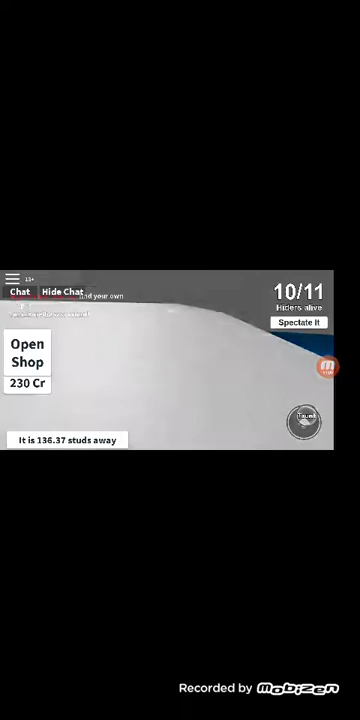 13+
Chat Hide Chat
find your own
10/11
Hiders alive
Spectate It
Open
Shop
230 Cr
Taunt
It is 136.37 studs away
Recorded by MOBIZEN